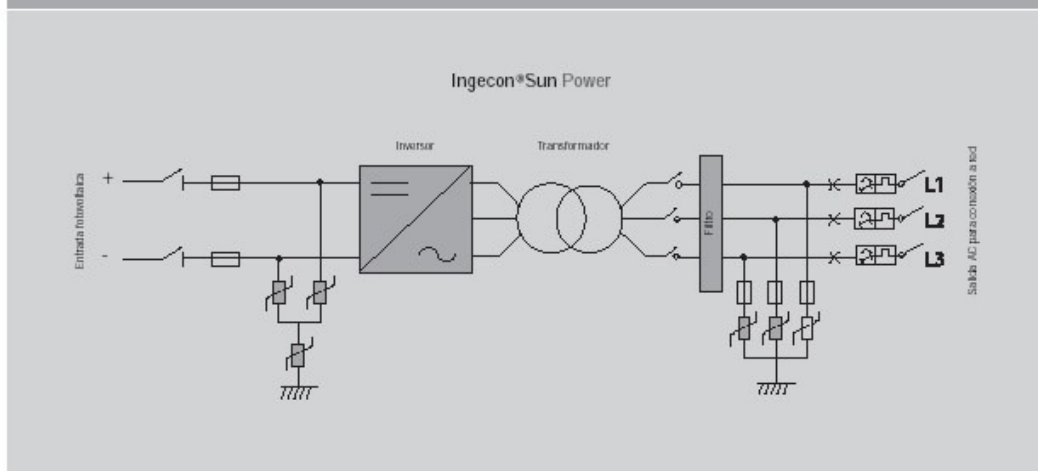 Ingecon®Sun Power
Inversor
Transformador
Entrada fotovoltaica
+
-
Filtro
L1
L2
L3
Salida AC para conexión a red